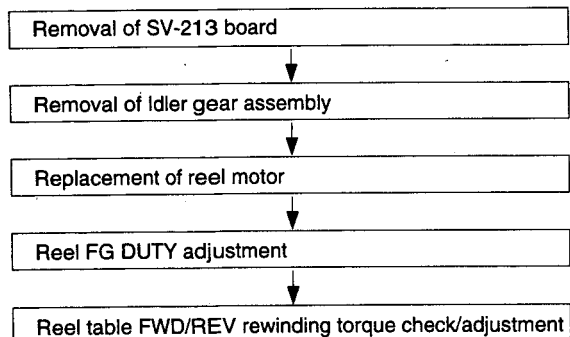 Removal of SV-213 board
Removal of Idler gear assembly
Replacement of reel motor
Reel FG DUTY adjustment
Reel table FWD/REV rewinding torque check/adjustment